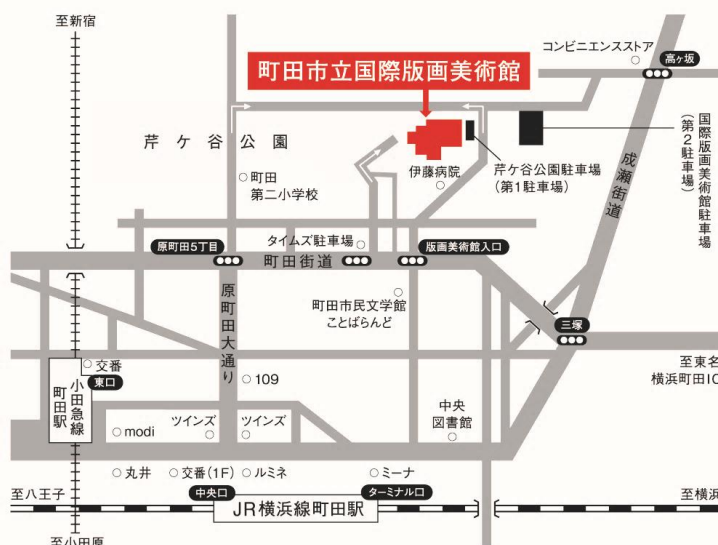 至新宿
コンビニエンスストア
高ヶ坂
町田市立国際版画美術館
芹ケ谷公園
国際版画美術館駐車場
(第2駐車場)
成瀬街道
伊藤病院
芹ケ谷公園駐車場
(第1駐車場)
町田
第二小学校
原町田5丁目
タイムズ駐車場
版画美術館入口
町田街道
原町田大通り
町田市民文学館
ことばらんど
三塚
至東名
横浜町田IC
交番
東口
小田急線
町田駅
109
中央
図書館
modi
ツインズ
ツインズ
丸井
交番(1F)
ルミネ
ミーナ
至八王子
中央口
ターミナル口
至横浜
JR横浜線町田駅
至小田原